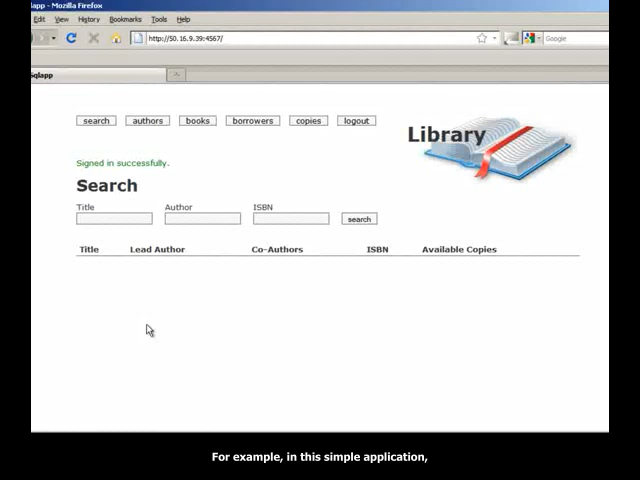 lapp - Mozilla Firefox
Edit View History Bookmarks Tools Help
http://50.16.9.39:4567/
Google
Sqlapp
search authors books borrowers copies logout
Library
Signed in successfully.
Search
Title Author ISBN
search
Title Lead Author Co-Authors ISBN Available Copies
For example, in this simple application,